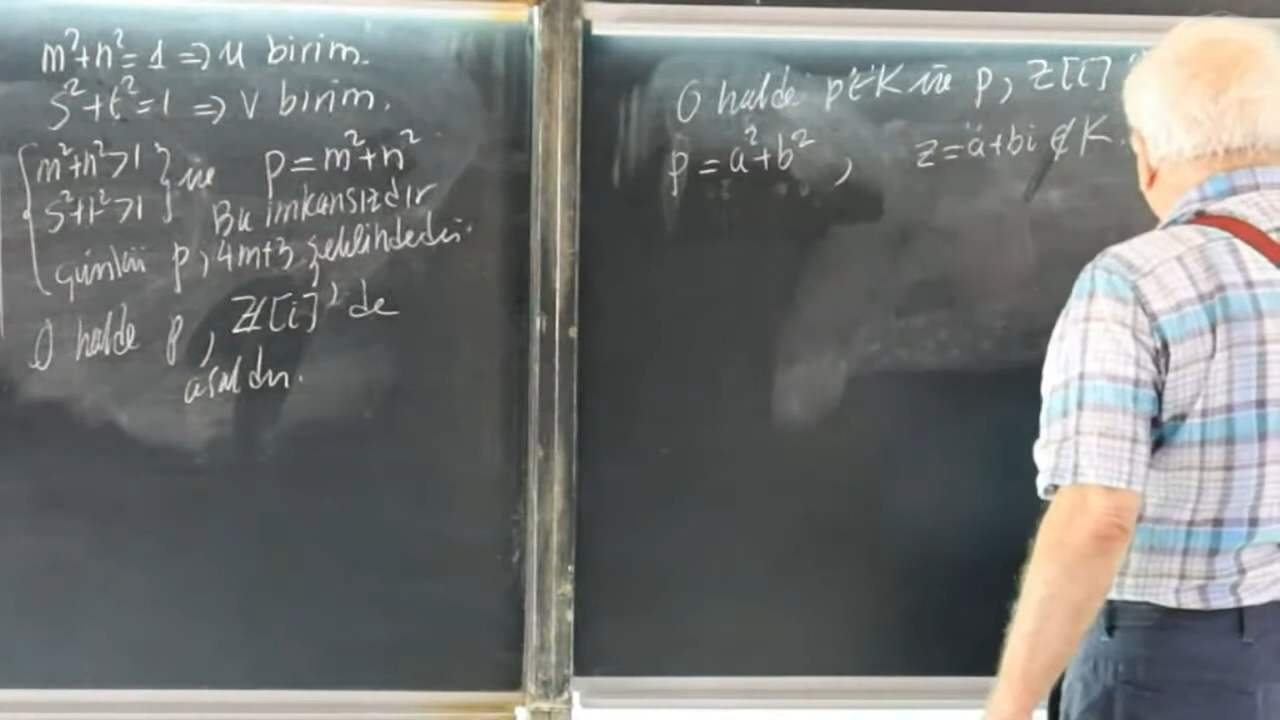 m²+n²=1 ⇒ u birim.
s²+t²=1 ⇒ v birim.
m²+n²>1
s²+t²>1 } ve p=m²+n²
Bu imkansızdır
çünkü p, 4m+3 şeklindedir.
O halde p, Z[i]' de
asaldır.
O halde p∉K ve p, Z[i]'
p=a²+b², z=a+bi∉K.